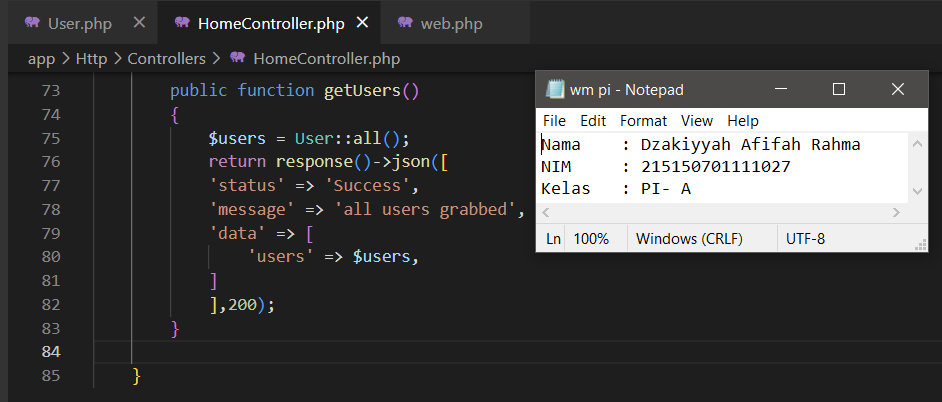 User.php HomeController.php web.php
app > Http > Controllers > HomeController.php
73 public function getUsers()
74 {
75 $users = User::all();
76 return response()->json([
77 'status' => 'Success',
78 'message' => 'all users grabbed',
79 'data' => [
80 'users' => $users,
81 ]
82 ],200);
83 }
84
85 }
wm pi - Notepad
File Edit Format View Help
Nama : Dzakiyyah Afifah Rahma
NIM : 215150701111027
Kelas : PI- A
Ln 100% Windows (CRLF) UTF-8